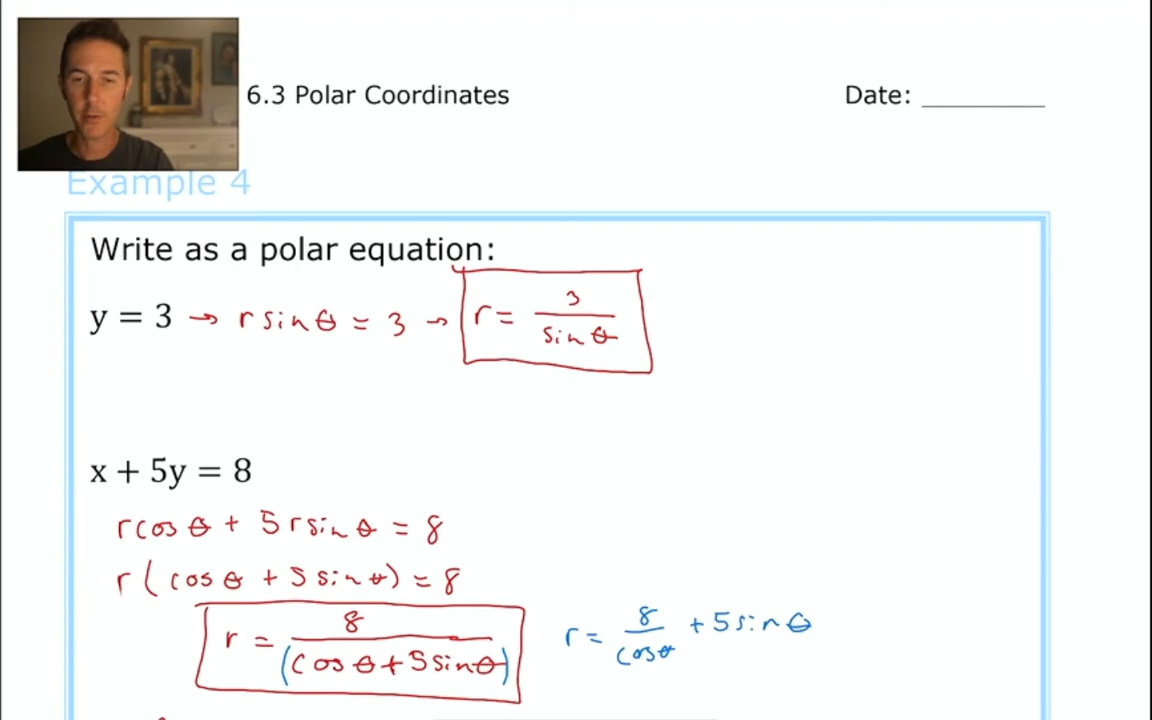 6.3 Polar Coordinates Date: _________
Example 4
Write as a polar equation:
y = 3 → r sin θ = 3 → r = 3 / sin θ
x + 5y = 8
r cos θ + 5 r sin θ = 8
r ( cos θ + 5 sin θ ) = 8
r = 8 / (cos θ + 5 sin θ) r = 8 / cos θ + 5 sin θ